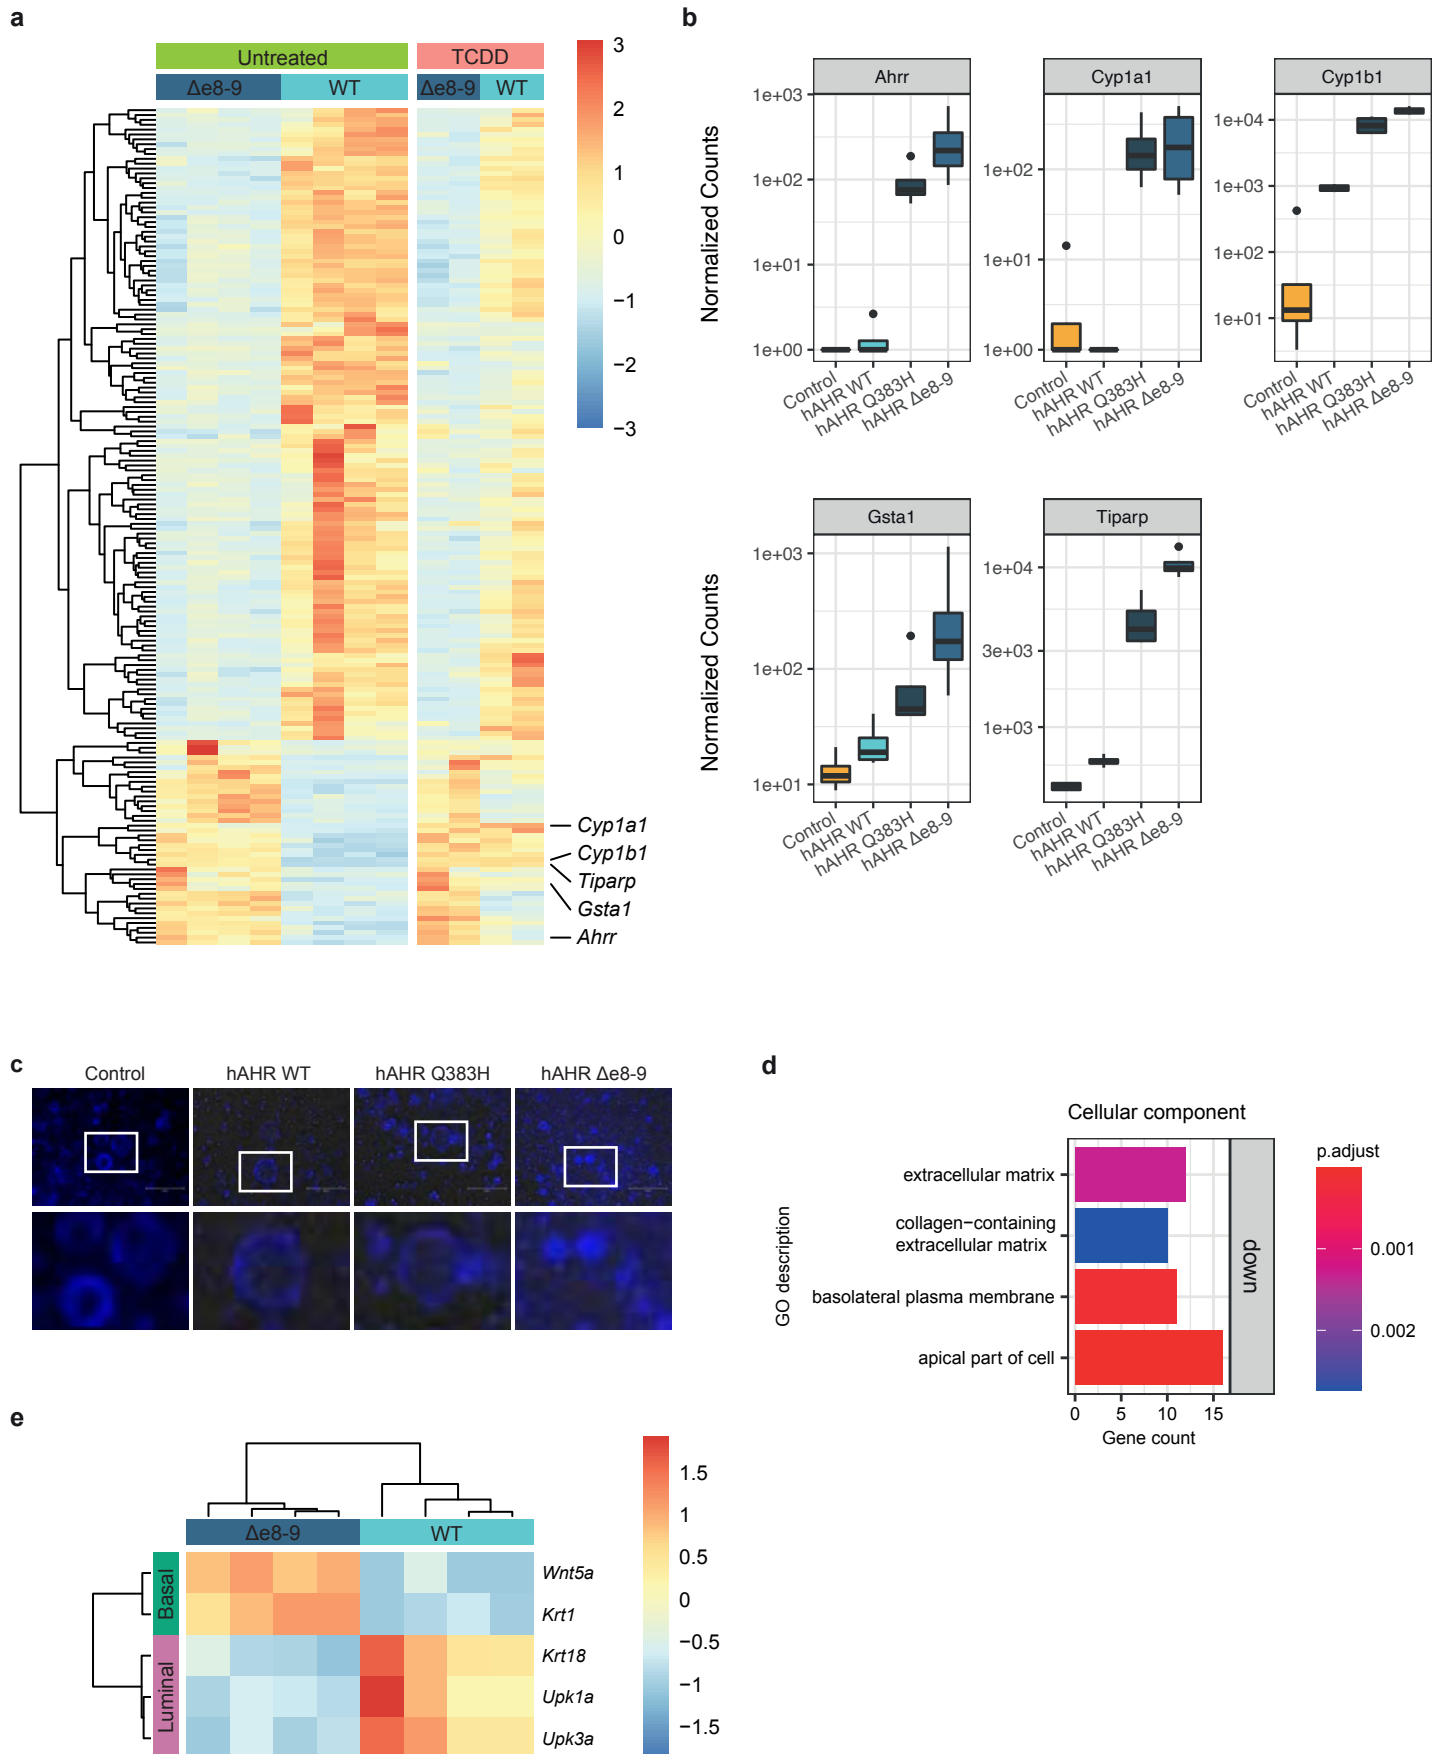 a
Untreated
TCDD
Δe8-9
WT
Δe8-9
WT
3
2
1
0
−1
−2
−3
Cyp1a1
Cyp1b1
Tiparp
Gsta1
Ahrr
b
Normalized Counts
Ahrr
1e+03
1e+02
1e+01
1e+00
Control
hAHR WT
hAHR Q383H
hAHR Δe8-9
Cyp1a1
1e+02
1e+01
1e+00
Control
hAHR WT
hAHR Q383H
hAHR Δe8-9
Cyp1b1
1e+04
1e+03
1e+02
1e+01
Control
hAHR WT
hAHR Q383H
hAHR Δe8-9
Normalized Counts
Gsta1
1e+03
1e+02
1e+01
Control
hAHR WT
hAHR Q383H
hAHR Δe8-9
Tiparp
1e+04
3e+03
1e+03
Control
hAHR WT
hAHR Q383H
hAHR Δe8-9
c
Control
hAHR WT
hAHR Q383H
hAHR Δe8-9
d
Cellular component
GO description
extracellular matrix
collagen−containing
extracellular matrix
basolateral plasma membrane
apical part of cell
0
5
10
15
Gene count
down
p.adjust
0.001
0.002
e
Δe8-9
WT
Basal
Luminal
Wnt5a
Krt1
Krt18
Upk1a
Upk3a
1.5
1
0.5
0
−0.5
−1
−1.5